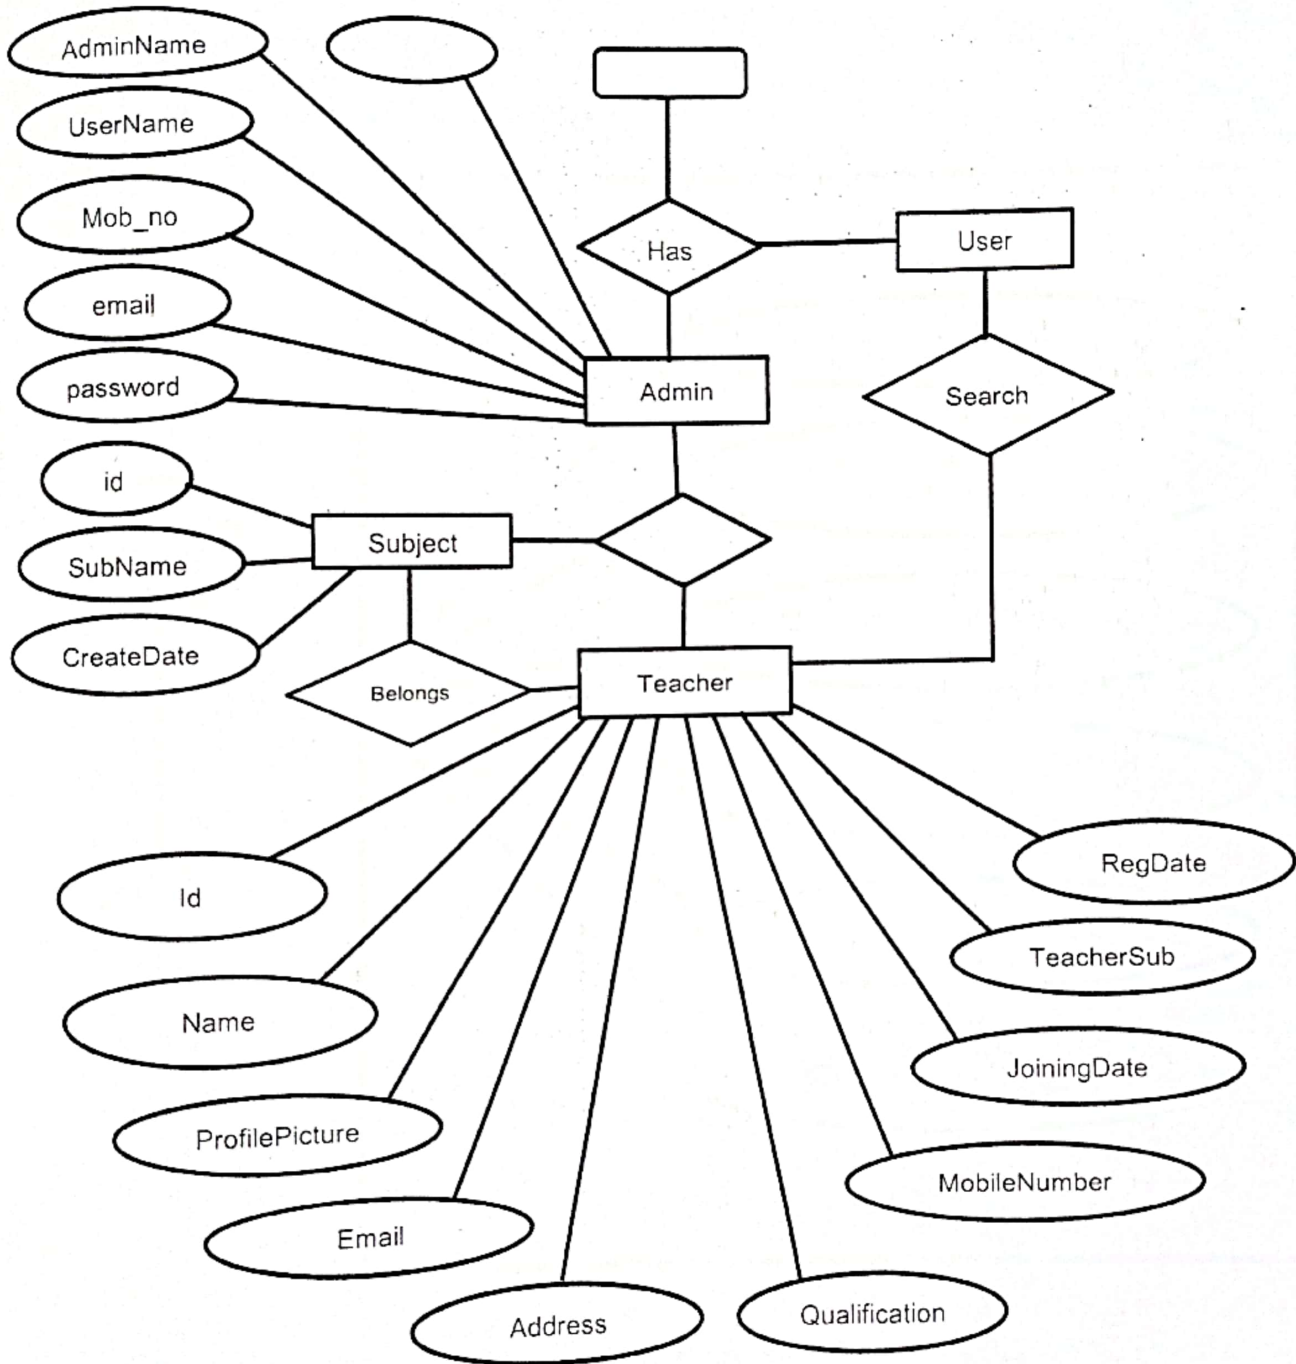 AdminName
UserName
Mob_no
email
password
Has
User
Admin
Search
id
SubName
CreateDate
Subject
Belongs
Teacher
Id
Name
ProfilePicture
Email
Address
Qualification
MobileNumber
JoiningDate
TeacherSub
RegDate